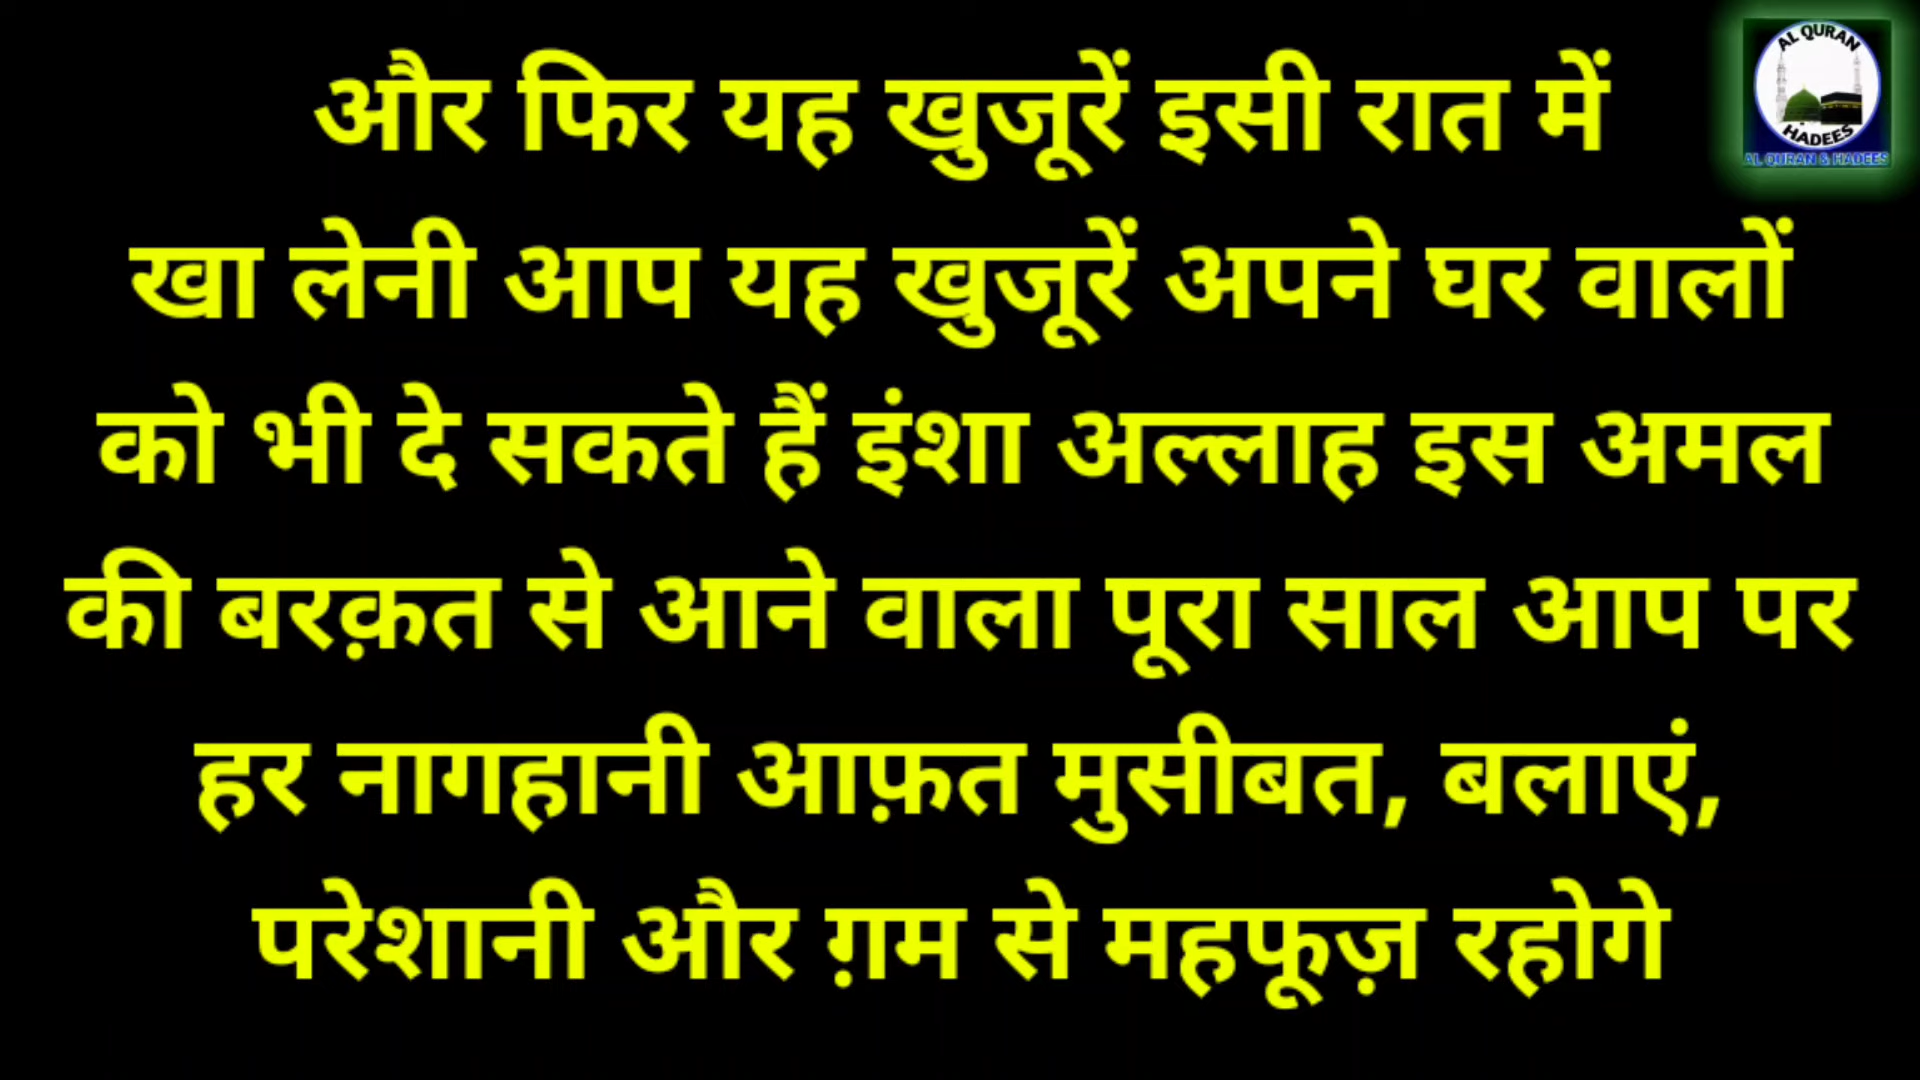 और फिर यह खुजूरें इसी रात में
खा लेनी आप यह खुजूरें अपने घर वालों
को भी दे सकते हैं इंशा अल्लाह इस अमल
की बरक़त से आने वाला पूरा साल आप पर
हर नागहानी आफ़त मुसीबत, बलाएं,
परेशानी और ग़म से महफूज़ रहोगे
AL QURAN
HADEES
AL QURAN & HADEES